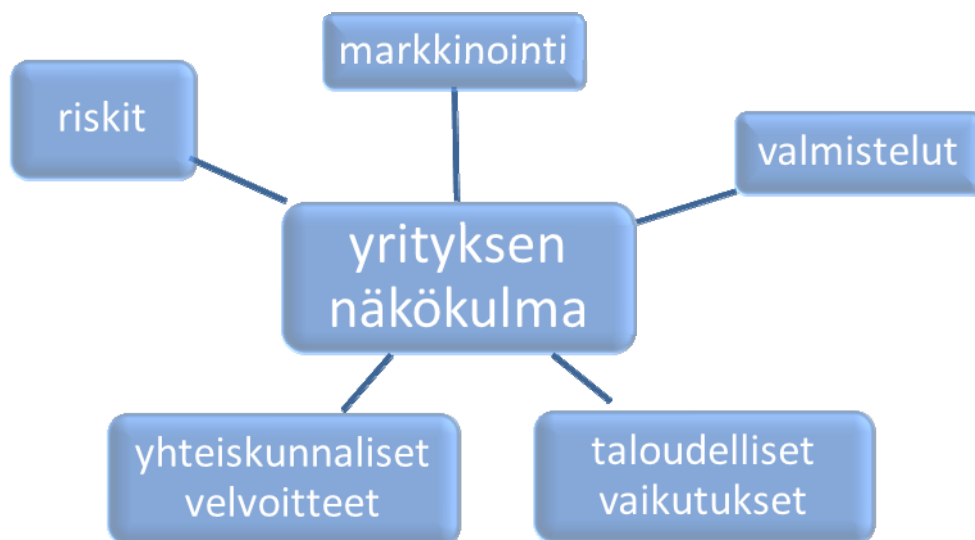 markkinointi
riskit
valmistelut
yrityksen
näkökulma
yhteiskunnaliset
velvoitteet
taloudelliset
vaikutukset